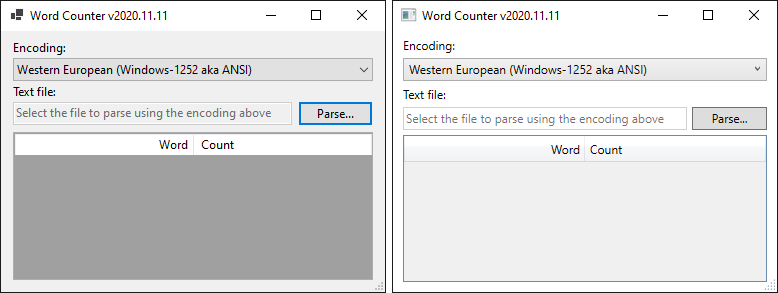 Word Counter v2020.11.11
Encoding:
Western European (Windows-1252 aka ANSI)
Text file:
Select the file to parse using the encoding above
Parse...
Word Count
Word Counter v2020.11.11
Encoding:
Western European (Windows-1252 aka ANSI)
Text file:
Select the file to parse using the encoding above
Parse...
Word Count